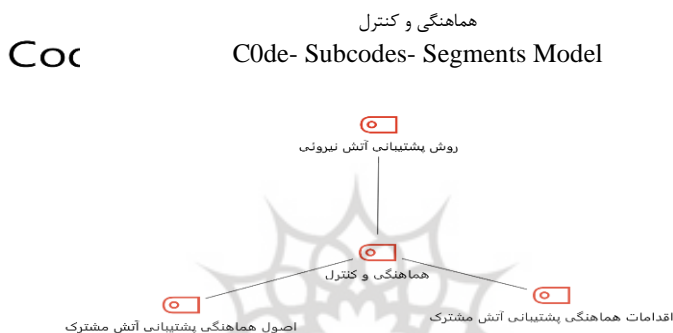 هماهنگی و کنترل
C0de- Subcodes- Segments Model
روش پشتیبانی آتش نیروئی
هماهنگی و کنترل
اقدامات هماهنگی پشتیبانی آتش مشترک
اصول هماهنگی پشتیبانی آتش مشترک